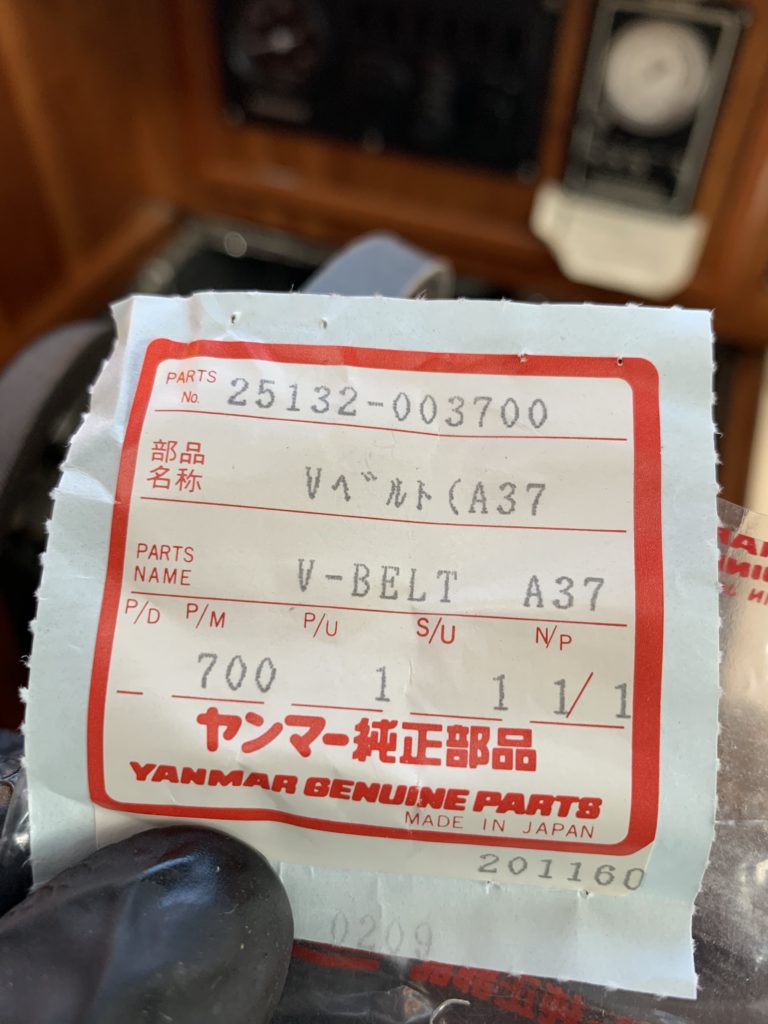 PARTS No. 25132-003700
部品名称 Vベルト(A37
PARTS NAME V-BELT A37
P/D P/M P/U S/U N/P
700 1 1 1/1
ヤンマー純正部品
YANMAR GENUINE PARTS
MADE IN JAPAN
201160
0209